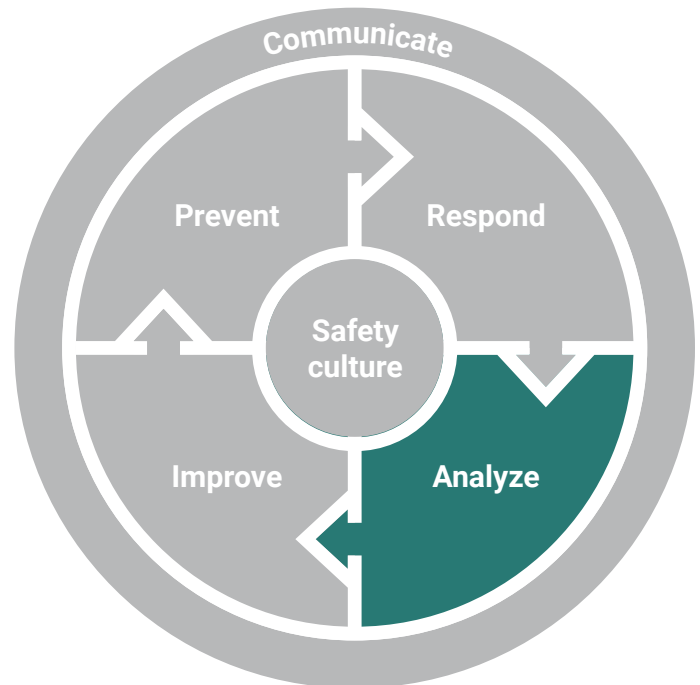 Communicate
Prevent
Respond
Safety
culture
Improve
Analyze